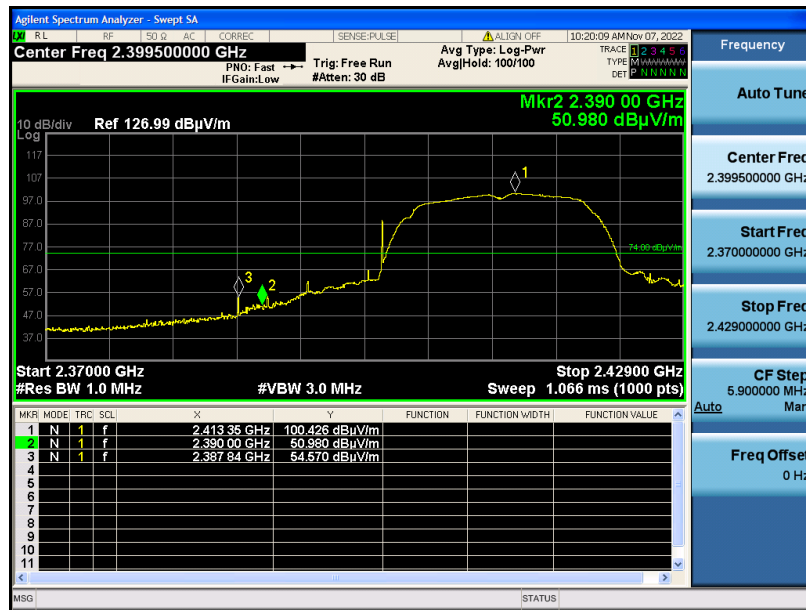 Agilent Spectrum Analyzer - Swept SA
LXI RL RF 50 Ω AC CORREC SENSE:PULSE ALIGN OFF 10:20:09 AM Nov 07, 2022
Center Freq 2.399500000 GHz
PNO: Fast
IFGain:Low
Trig: Free Run
#Atten: 30 dB
Avg Type: Log-Pwr
Avg|Hold: 100/100
TRACE 1 2 3 4 5 6
TYPE M
DET P N N N N N
Mkr2 2.390 00 GHz
50.980 dBµV/m
10 dB/div
Log
Ref 126.99 dBµV/m
117
107
97.0
87.0
77.0
67.0
57.0
47.0
37.0
74.00 dBµV/m
1
2
3
Start 2.37000 GHz
#Res BW 1.0 MHz
#VBW 3.0 MHz
Stop 2.42900 GHz
Sweep 1.066 ms (1000 pts)
MKR MODE TRC SCL X Y FUNCTION FUNCTION WIDTH FUNCTION VALUE
1 N 1 f 2.413 35 GHz 100.426 dBµV/m
2 N 1 f 2.390 00 GHz 50.980 dBµV/m
3 N 1 f 2.387 84 GHz 54.570 dBµV/m
4
5
6
7
8
9
10
11
MSG
STATUS
Frequency
Auto Tune
Center Freq
2.399500000 GHz
Start Freq
2.370000000 GHz
Stop Freq
2.429000000 GHz
CF Step
5.900000 MHz
Auto Man
Freq Offset
0 Hz